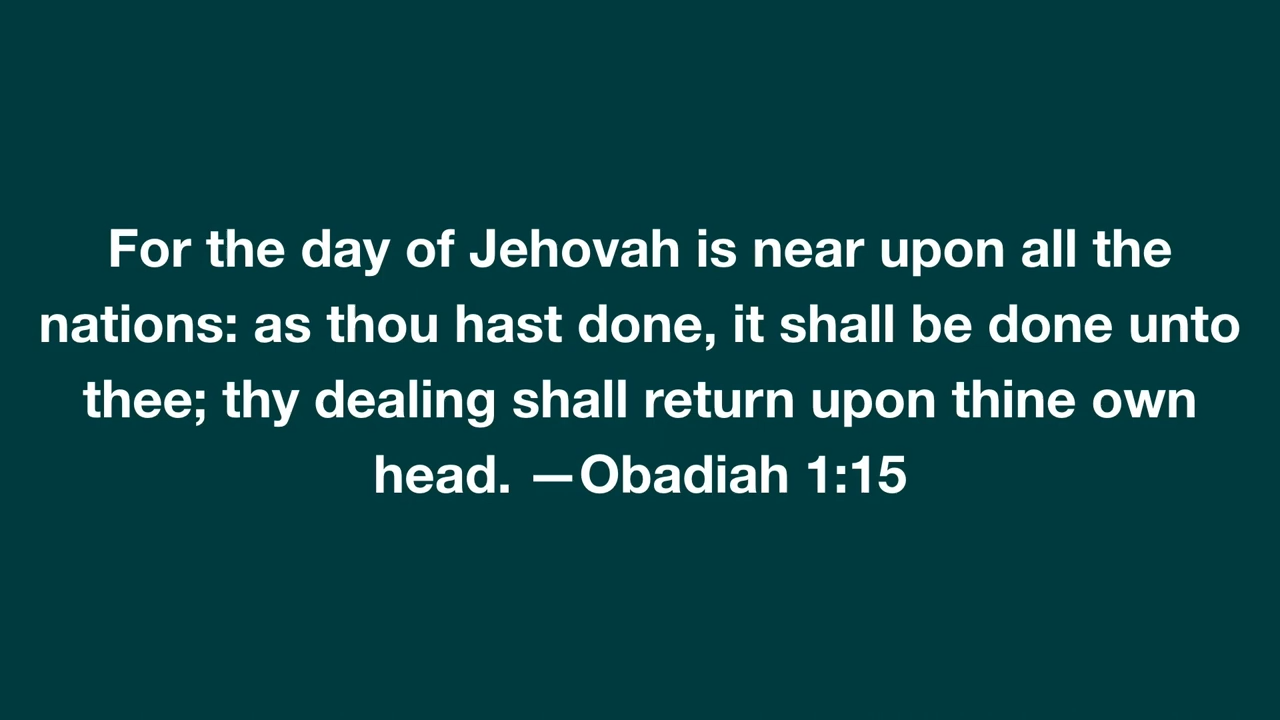 For the day of Jehovah is near upon all the
nations: as thou hast done, it shall be done unto
thee; thy dealing shall return upon thine own
head. —Obadiah 1:15